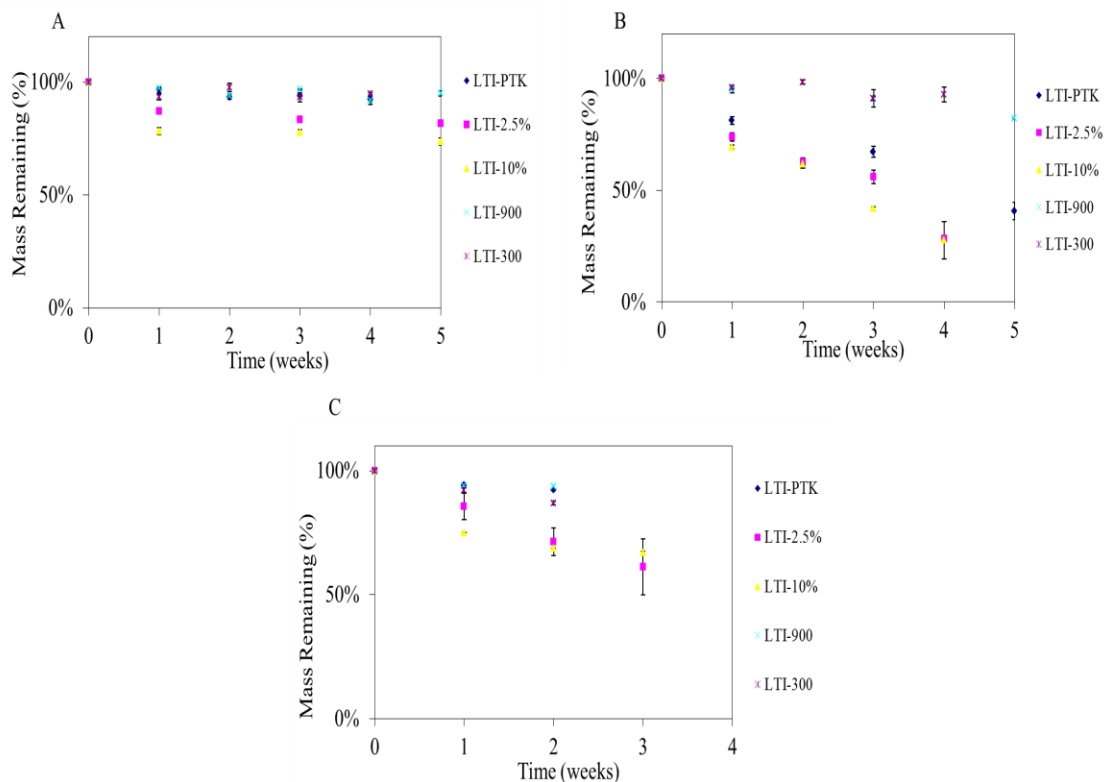 A
Mass Remaining (%)
100%
50%
0%
0 1 2 3 4 5
Time (weeks)
LTI-PTK
LTI-2.5%
LTI-10%
LTI-900
LTI-300
B
Mass Remaining (%)
100%
50%
0%
0 1 2 3 4 5
Time (weeks)
LTI-PTK
LTI-2.5%
LTI-10%
LTI-900
LTI-300
C
Mass Remaining (%)
100%
50%
0%
0 1 2 3 4
Time (weeks)
LTI-PTK
LTI-2.5%
LTI-10%
LTI-900
LTI-300